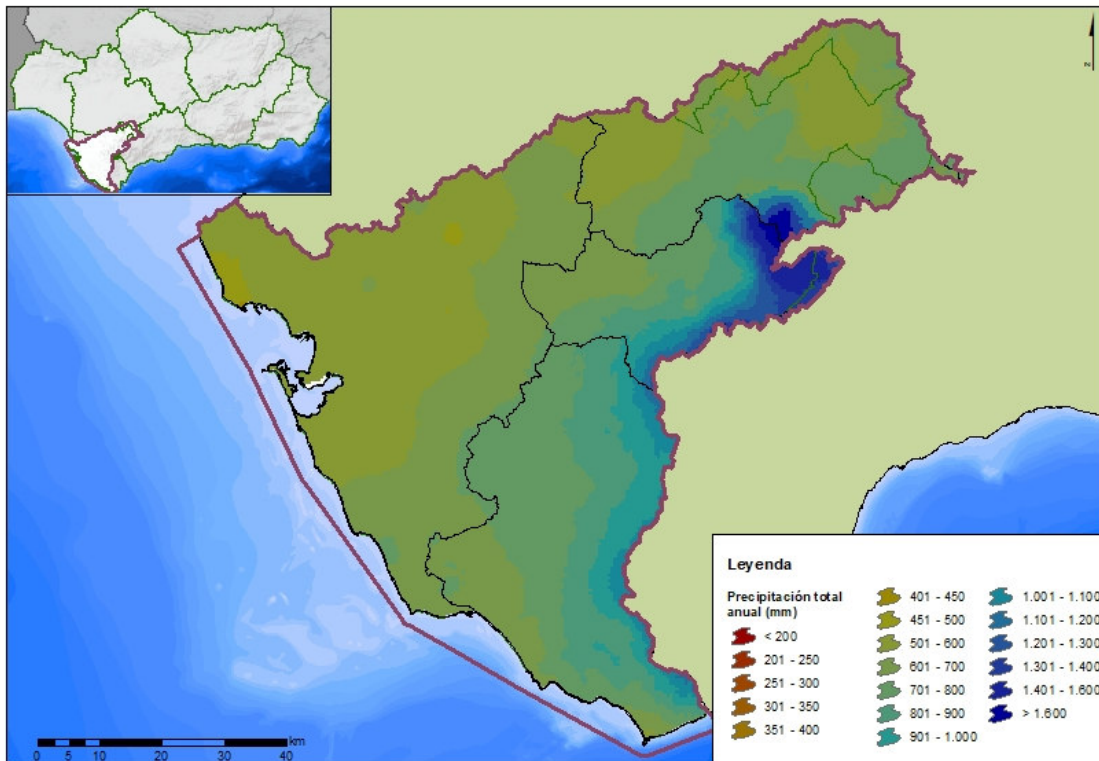 N
Leyenda
Precipitación total
anual (mm)
< 200
201 - 250
251 - 300
301 - 350
351 - 400
401 - 450
451 - 500
501 - 600
601 - 700
701 - 800
801 - 900
901 - 1.000
1.001 - 1.100
1.101 - 1.200
1.201 - 1.300
1.301 - 1.400
1.401 - 1.600
> 1.600
km
0 5 10 20 30 40